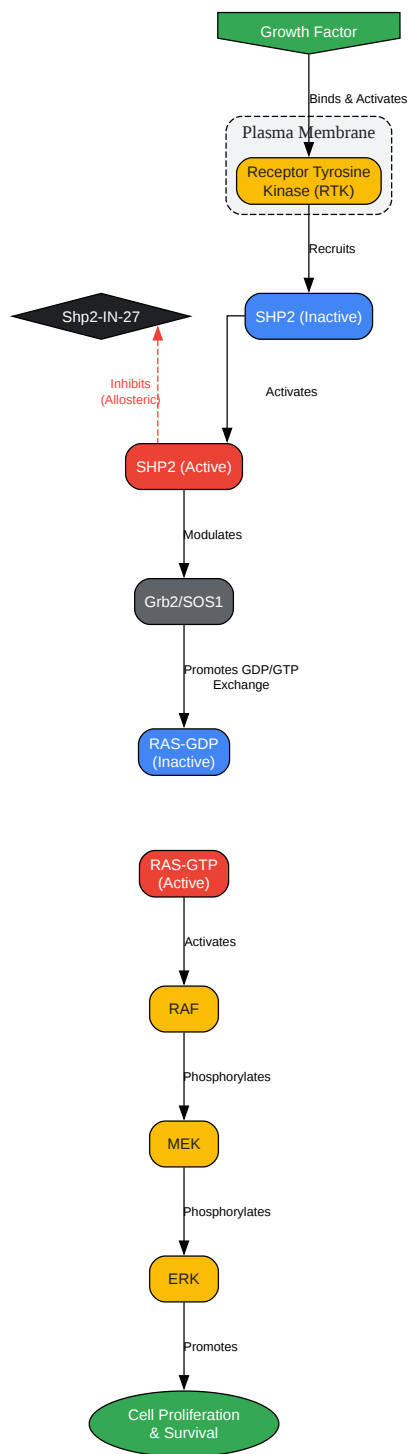 Growth Factor
Binds & Activates
Plasma Membrane
Receptor Tyrosine
Kinase (RTK)
Recruits
Shp2-IN-27
SHP2 (Inactive)
Inhibits
(Allosteric)
Activates
SHP2 (Active)
Modulates
Grb2/SOS1
Promotes GDP/GTP
Exchange
RAS-GDP
(Inactive)
RAS-GTP
(Active)
Activates
RAF
Phosphorylates
MEK
Phosphorylates
ERK
Promotes
Cell Proliferation
& Survival